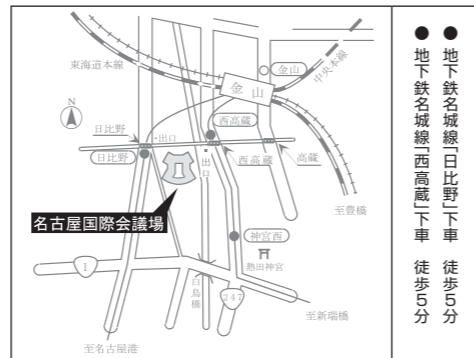 東海道本線
金山
中央本線
金山
N
日比野
・出口
西高蔵
日比野
・出口
西高蔵
高蔵
至豊橋
名古屋国際会議場
神宮西
熱田神宮
1
白鳥橋
247
至新瑞橋
至名古屋港
●地下鉄名城線「日比野」下車 徒歩5分
●地下鉄名城線「西高蔵」下車 徒歩5分